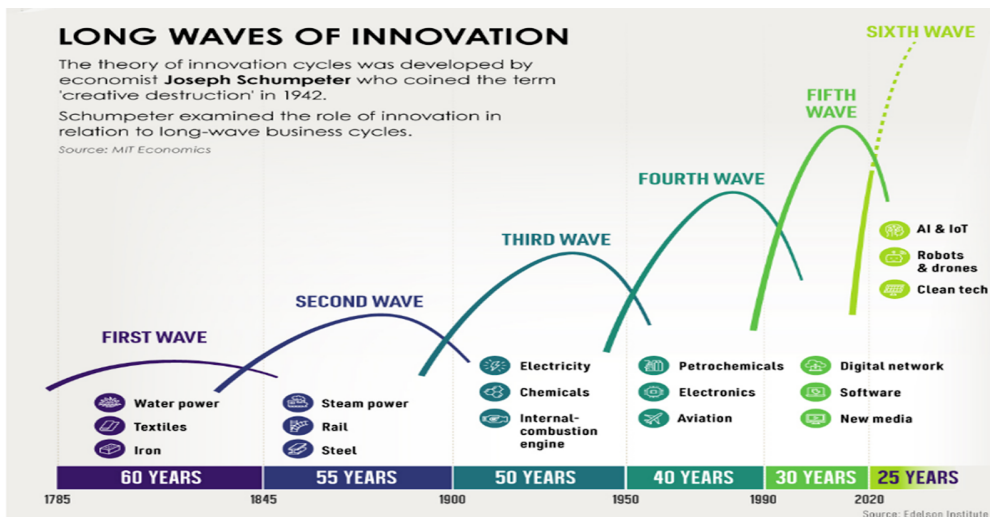 LONG WAVES OF INNOVATION
The theory of innovation cycles was developed by
economist Joseph Schumpeter who coined the term
'creative destruction' in 1942.
Schumpeter examined the role of innovation in
relation to long-wave business cycles.
Source: MIT Economics
FIRST WAVE
Water power
Textiles
Iron
SECOND WAVE
Steam power
Rail
Steel
THIRD WAVE
Electricity
Chemicals
Internal-
combustion
engine
FOURTH WAVE
Petrochemicals
Electronics
Aviation
FIFTH
WAVE
Digital network
Software
New media
SIXTH WAVE
AI & IoT
Robots
& drones
Clean tech
60 YEARS
55 YEARS
50 YEARS
40 YEARS
30 YEARS
25 YEARS
1785
1845
1900
1950
1990
2020
Source: Edelson Institute